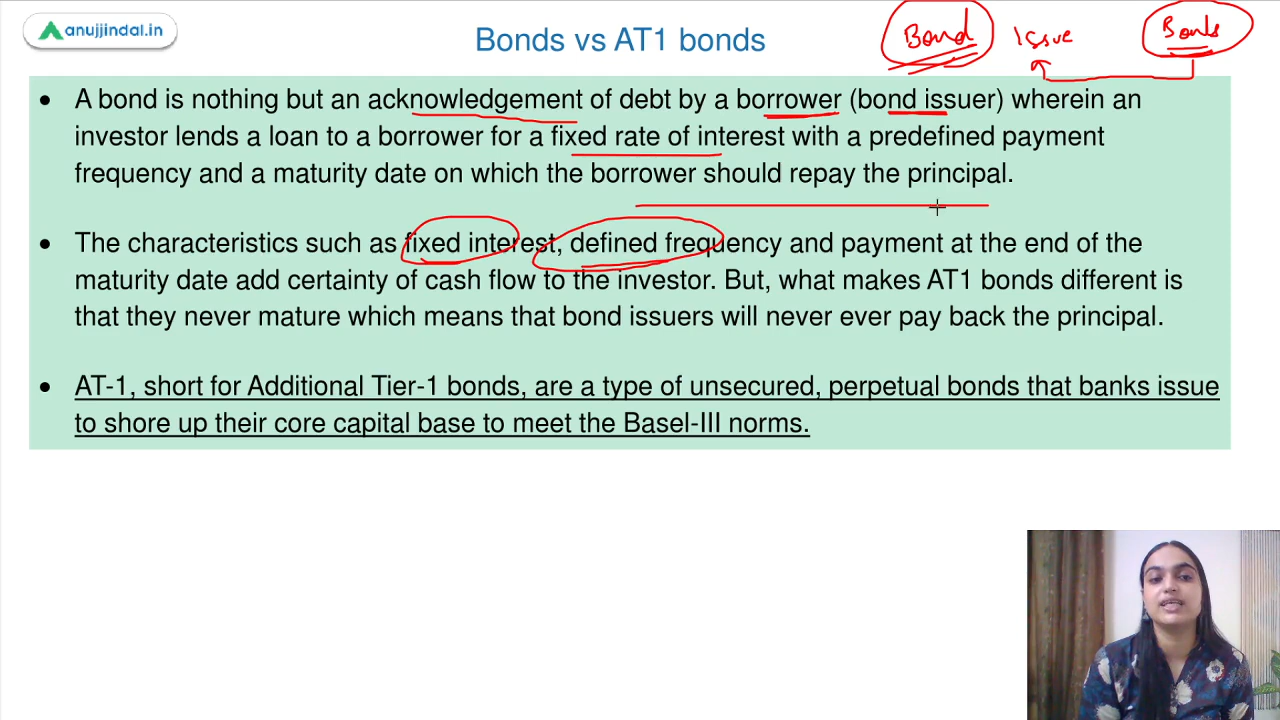 anujjindal.in
Bonds vs AT1 bonds
Bond Issue Bonds
• A bond is nothing but an acknowledgement of debt by a borrower (bond issuer) wherein an
investor lends a loan to a borrower for a fixed rate of interest with a predefined payment
frequency and a maturity date on which the borrower should repay the principal.
• The characteristics such as fixed interest, defined frequency and payment at the end of the
maturity date add certainty of cash flow to the investor. But, what makes AT1 bonds different is
that they never mature which means that bond issuers will never ever pay back the principal.
• AT-1, short for Additional Tier-1 bonds, are a type of unsecured, perpetual bonds that banks issue
to shore up their core capital base to meet the Basel-III norms.